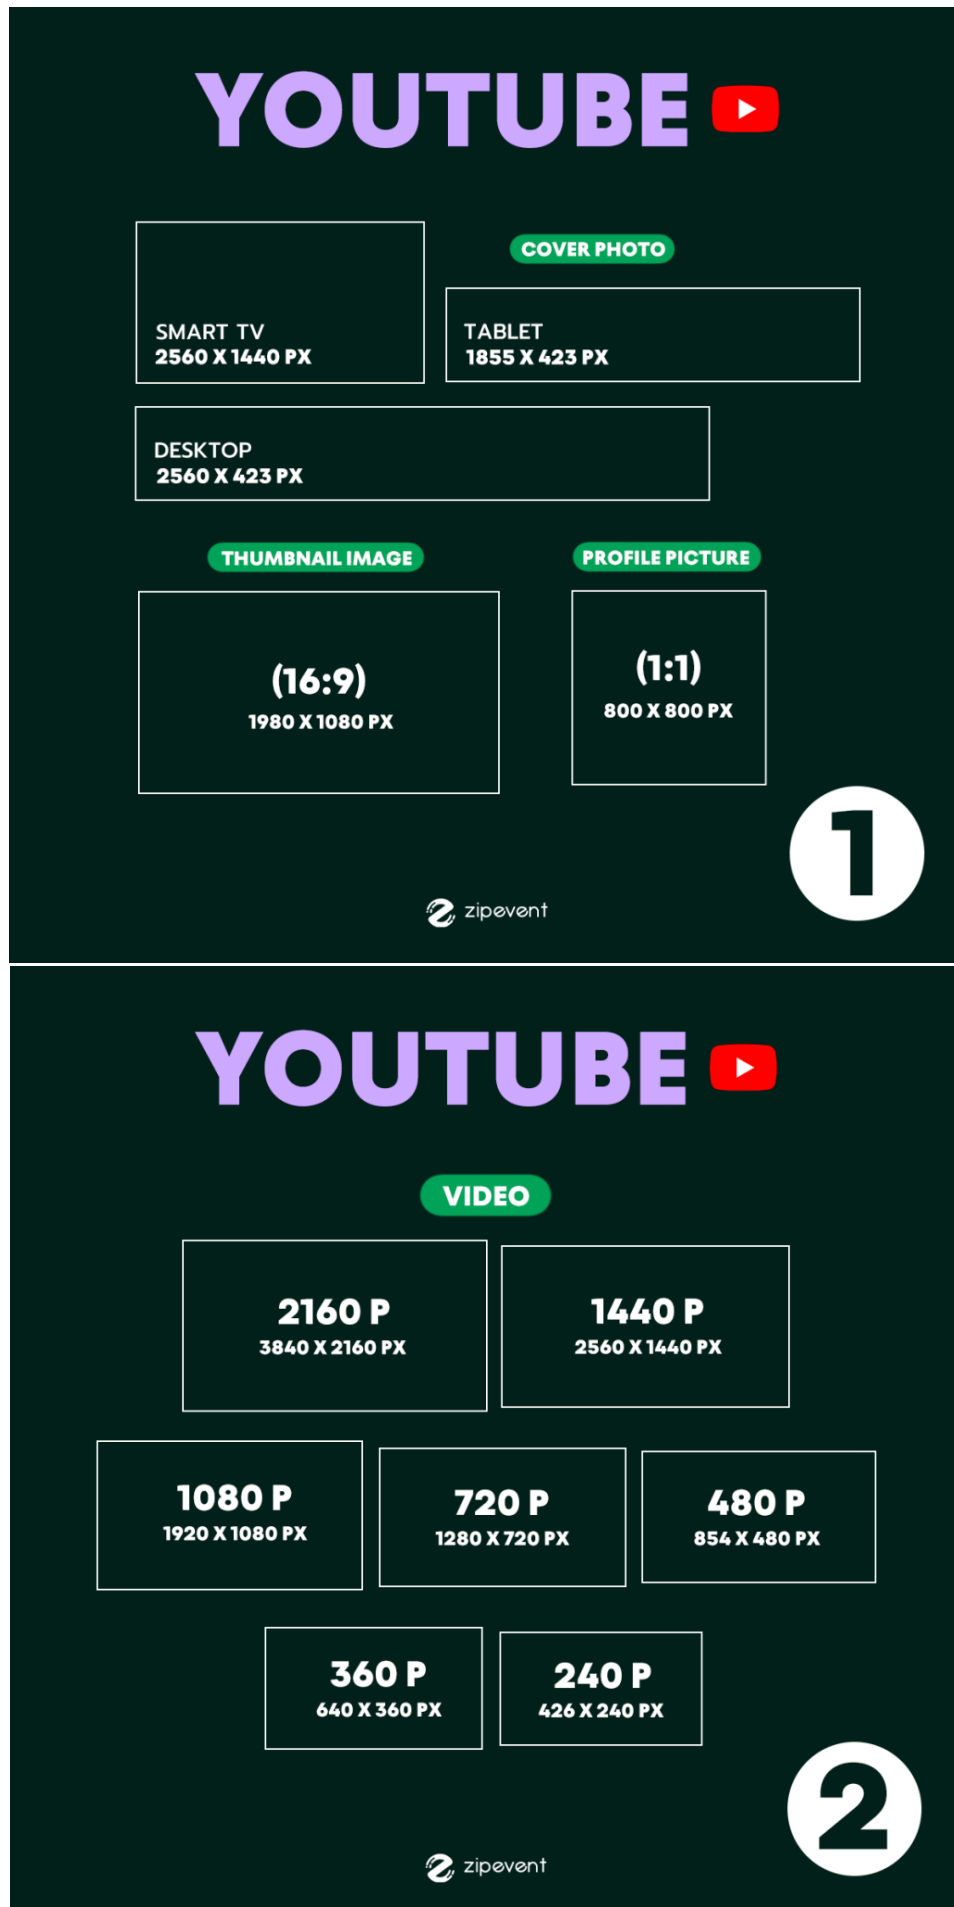 YOUTUBE
COVER PHOTO
SMART TV
2560 X 1440 PX
TABLET
1855 X 423 PX
DESKTOP
2560 X 423 PX
THUMBNAIL IMAGE
(16:9)
1980 X 1080 PX
PROFILE PICTURE
(1:1)
800 X 800 PX
1
zipevent
YOUTUBE
VIDEO
2160 P
3840 X 2160 PX
1440 P
2560 X 1440 PX
1080 P
1920 X 1080 PX
720 P
1280 X 720 PX
480 P
854 X 480 PX
360 P
640 X 360 PX
240 P
426 X 240 PX
2
zipevent